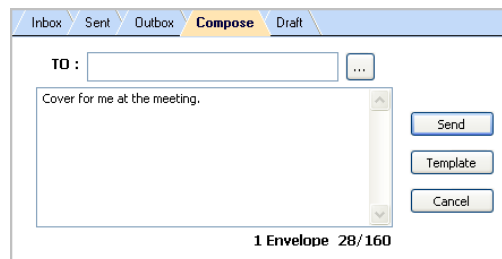 Inbox Sent Outbox Compose Draft
TO :
...
Cover for me at the meeting.
Send
Template
Cancel
1 Envelope 28/160